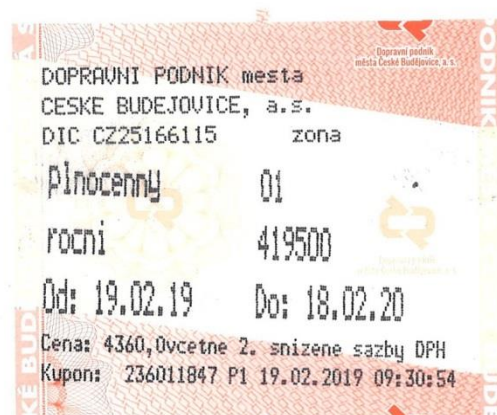 Dopravní podnik
města České Budějovice, a.s.
DOPRAVNI PODNIK mesta
CESKE BUDEJOVICE, a.s.
DIC CZ25166115 zona
plnocenny 01
rocni 419500
Od: 19.02.19 Do: 18.02.20
Cena: 4360,0vcetne 2. snizene sazby DPH
Kupon: 236011847 P1 19.02.2019 09:30:54